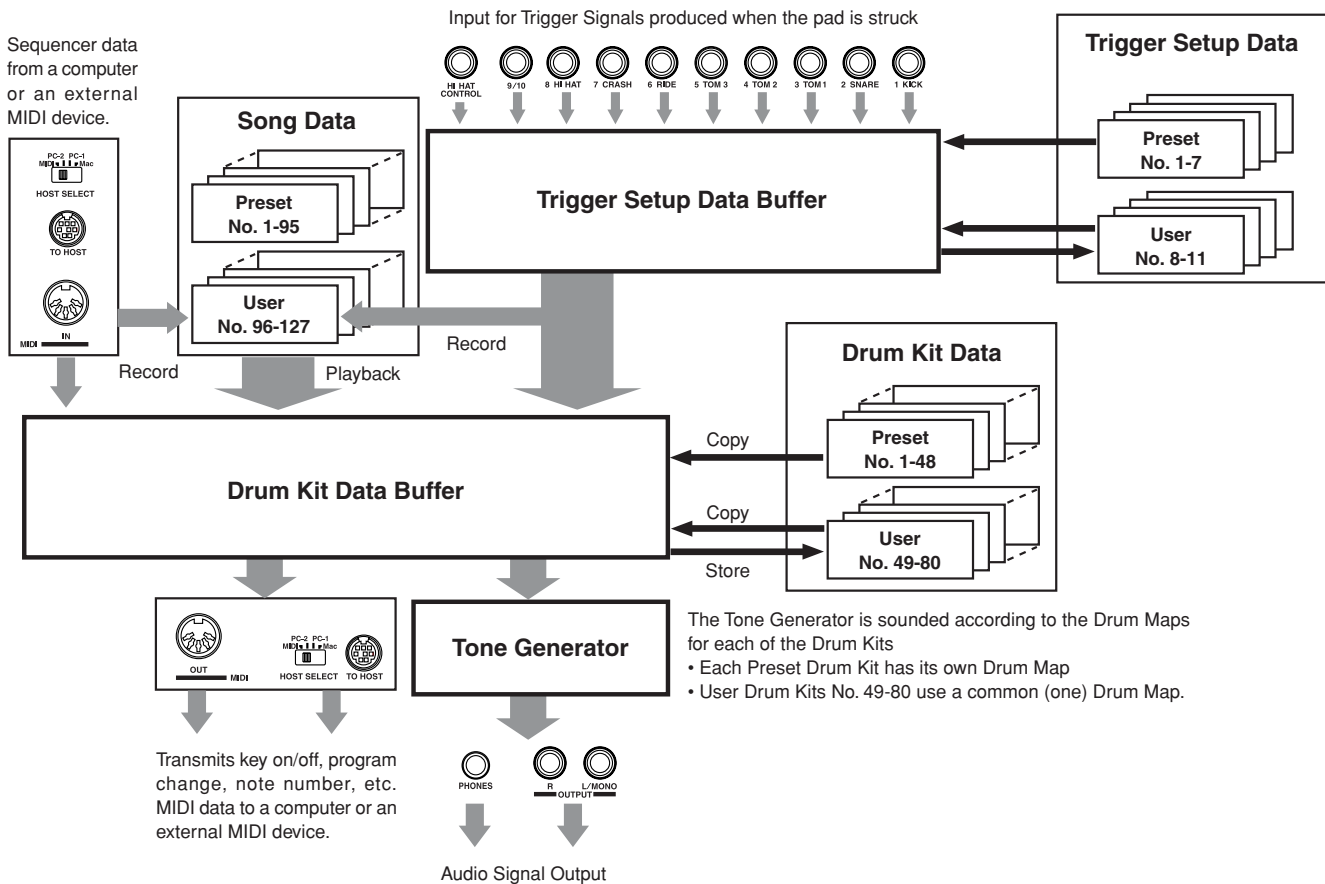 Input for Trigger Signals produced when the pad is struck
Sequencer data
from a computer
or an external
MIDI device.
HI HAT
CONTROL
9/10
8 HI HAT
7 CRASH
6 RIDE
5 TOM 3
4 TOM 2
3 TOM 1
2 SNARE
1 KICK
Trigger Setup Data
Preset
No. 1-7
User
No. 8-11
Song Data
Preset
No. 1-95
User
No. 96-127
Trigger Setup Data Buffer
PC-2 PC-1
MIDI Mac
HOST SELECT
TO HOST
IN
MIDI
Record
Record
Playback
Drum Kit Data
Preset
No. 1-48
User
No. 49-80
Copy
Copy
Store
Drum Kit Data Buffer
OUT
MIDI
PC-2 PC-1
MIDI Mac
HOST SELECT
TO HOST
Tone Generator
The Tone Generator is sounded according to the Drum Maps
for each of the Drum Kits
• Each Preset Drum Kit has its own Drum Map
• User Drum Kits No. 49-80 use a common (one) Drum Map.
Transmits key on/off, program
change, note number, etc.
MIDI data to a computer or an
external MIDI device.
PHONES
R
L/MONO
OUTPUT
Audio Signal Output